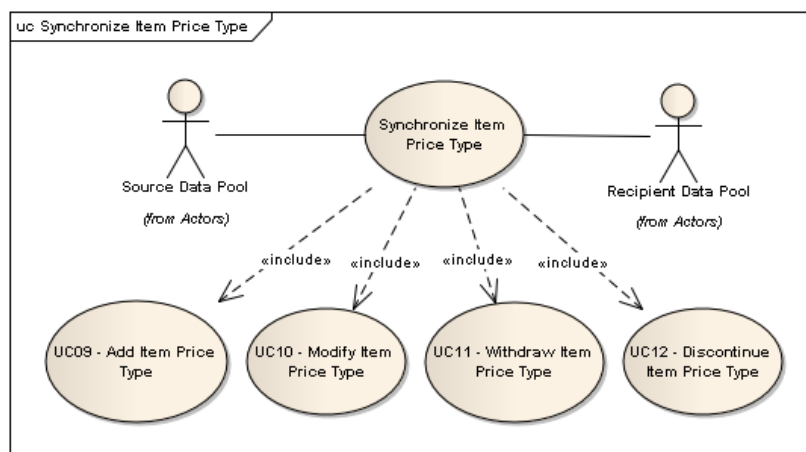 uc Synchronize Item Price Type
Synchronize Item
Price Type
Source Data Pool
(from Actors)
Recipient Data Pool
(from Actors)
«include»
«include»
«include»
«include»
UC09 - Add Item Price
Type
UC10 - Modify Item
Price Type
UC11 - Withdraw Item
Price Type
UC12 - Discontinue
Item Price Type